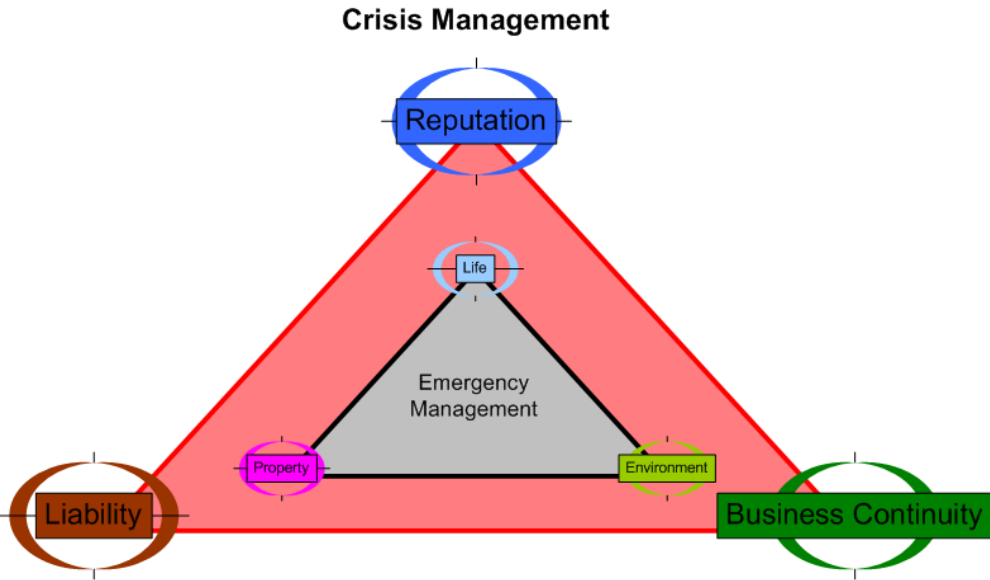 Crisis Management
Reputation
Life
Emergency
Management
Property
Environment
Liability
Business Continuity